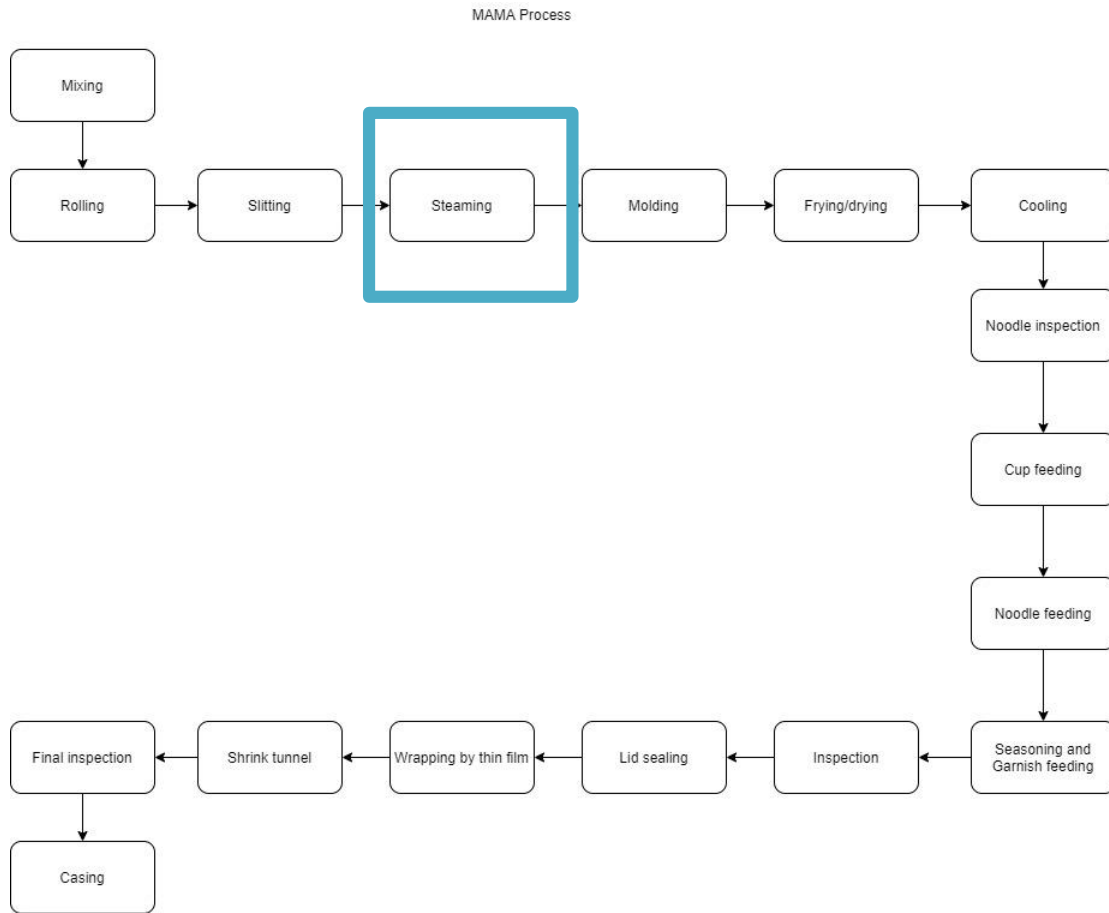 MAMA Process
Mixing
Rolling
Slitting
Steaming
Molding
Frying/drying
Cooling
Noodle inspection
Cup feeding
Noodle feeding
Seasoning and
Garnish feeding
Inspection
Lid sealing
Wrapping by thin film
Shrink tunnel
Final inspection
Casing